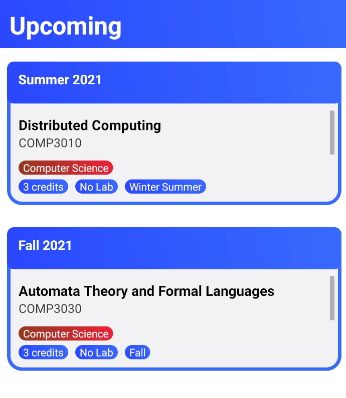 Upcoming
Summer 2021
Distributed Computing
COMP3010
Computer Science
3 credits No Lab Winter Summer
Fall 2021
Automata Theory and Formal Languages
COMP3030
Computer Science
3 credits No Lab Fall